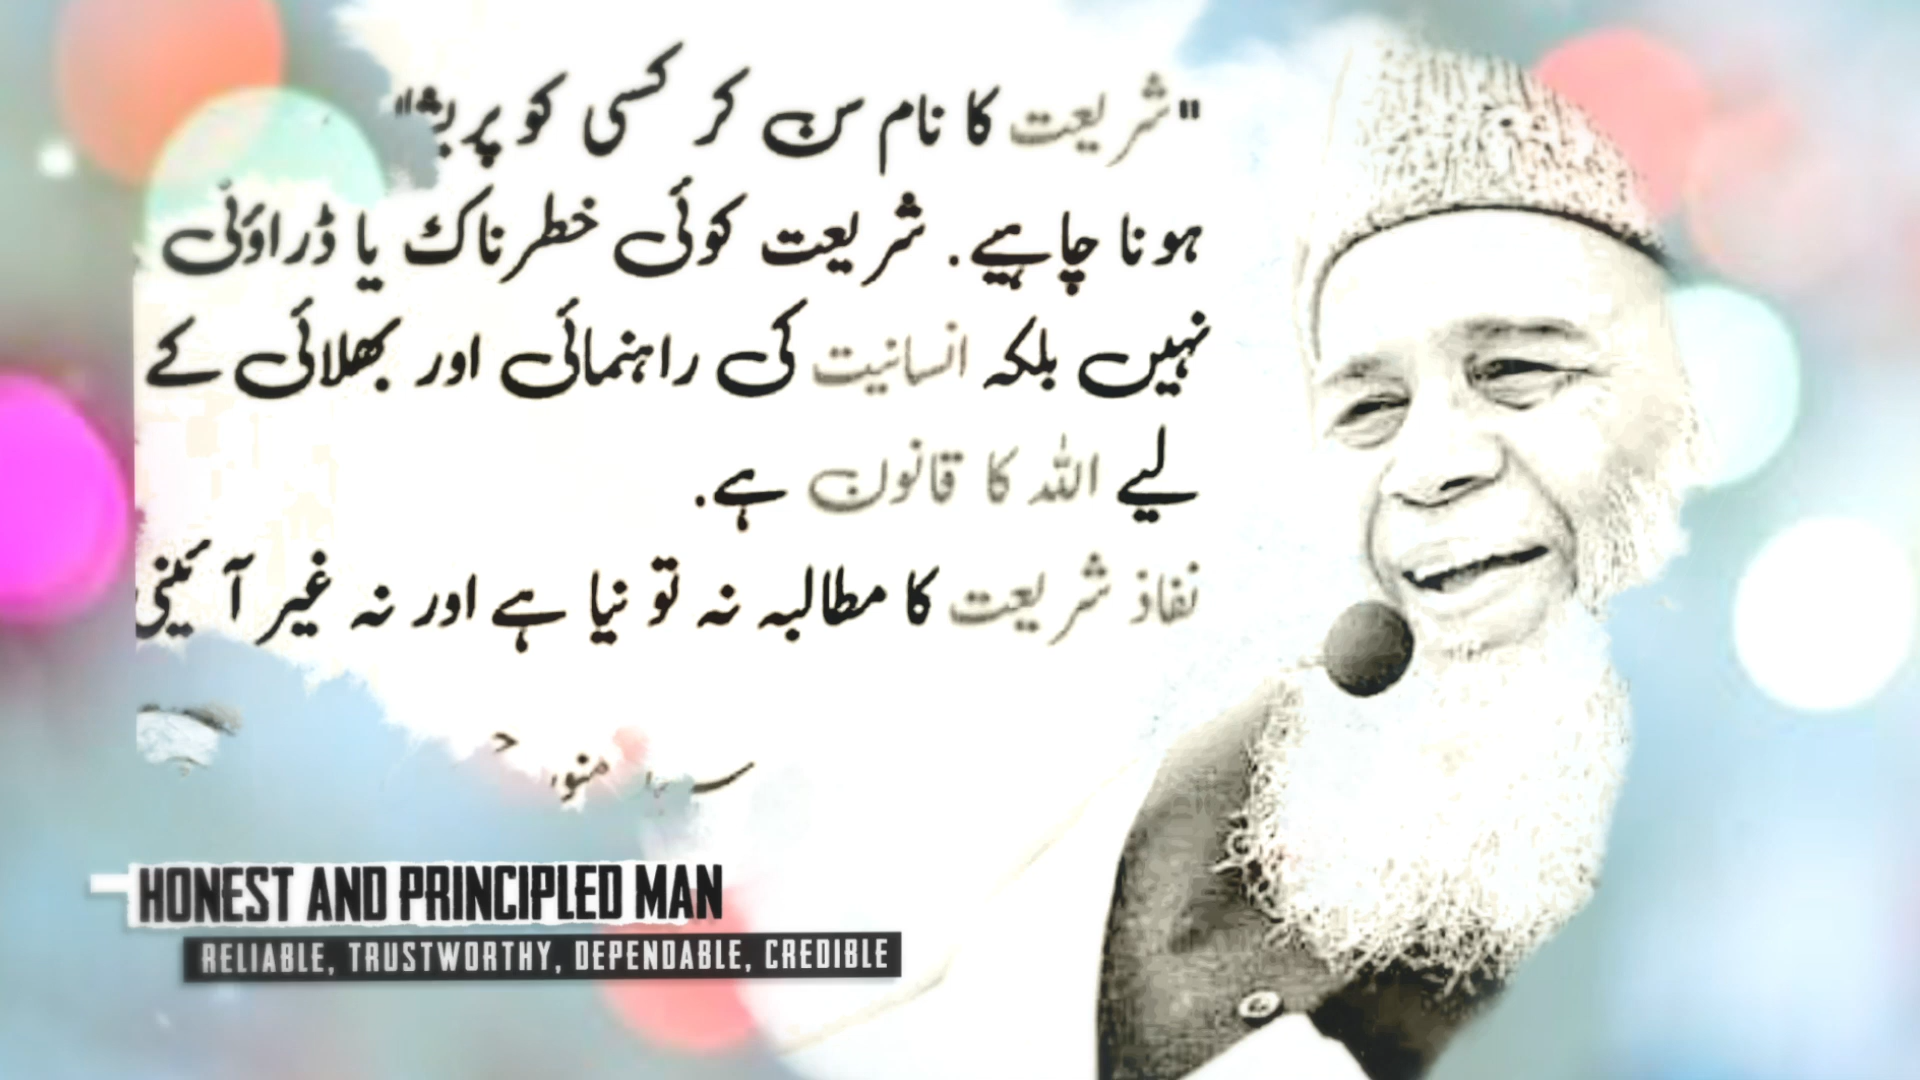 "شریعت کا نام سن کر کسی کو
ہونا چاہیے. شریعت کوئی خطرناک یا ڈراؤنی
نہیں بلکہ انسانیت کی راہنمائی اور بھلائی کے
لیے اللہ کا قانون ہے.
نفاذ شریعت کا مطالبہ نہ تو نیا ہے اور نہ غیر آئینی
HONEST AND PRINCIPLED MAN
RELIABLE, TRUSTWORTHY, DEPENDABLE, CREDIBLE